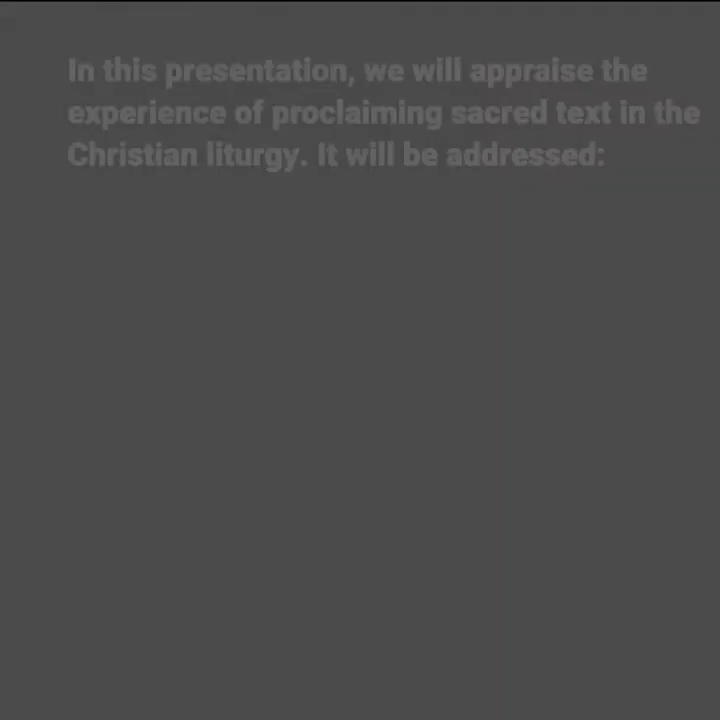 In this presentation, we will appraise the
experience of proclaiming sacred text in the
Christian liturgy. It will be addressed: